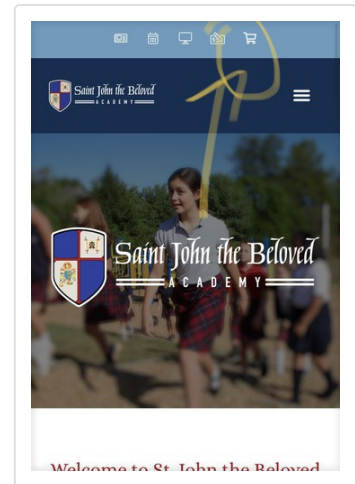 Saint John the Beloved
ACADEMY
Saint John the Beloved
ACADEMY
Welcome to St. John the Beloved